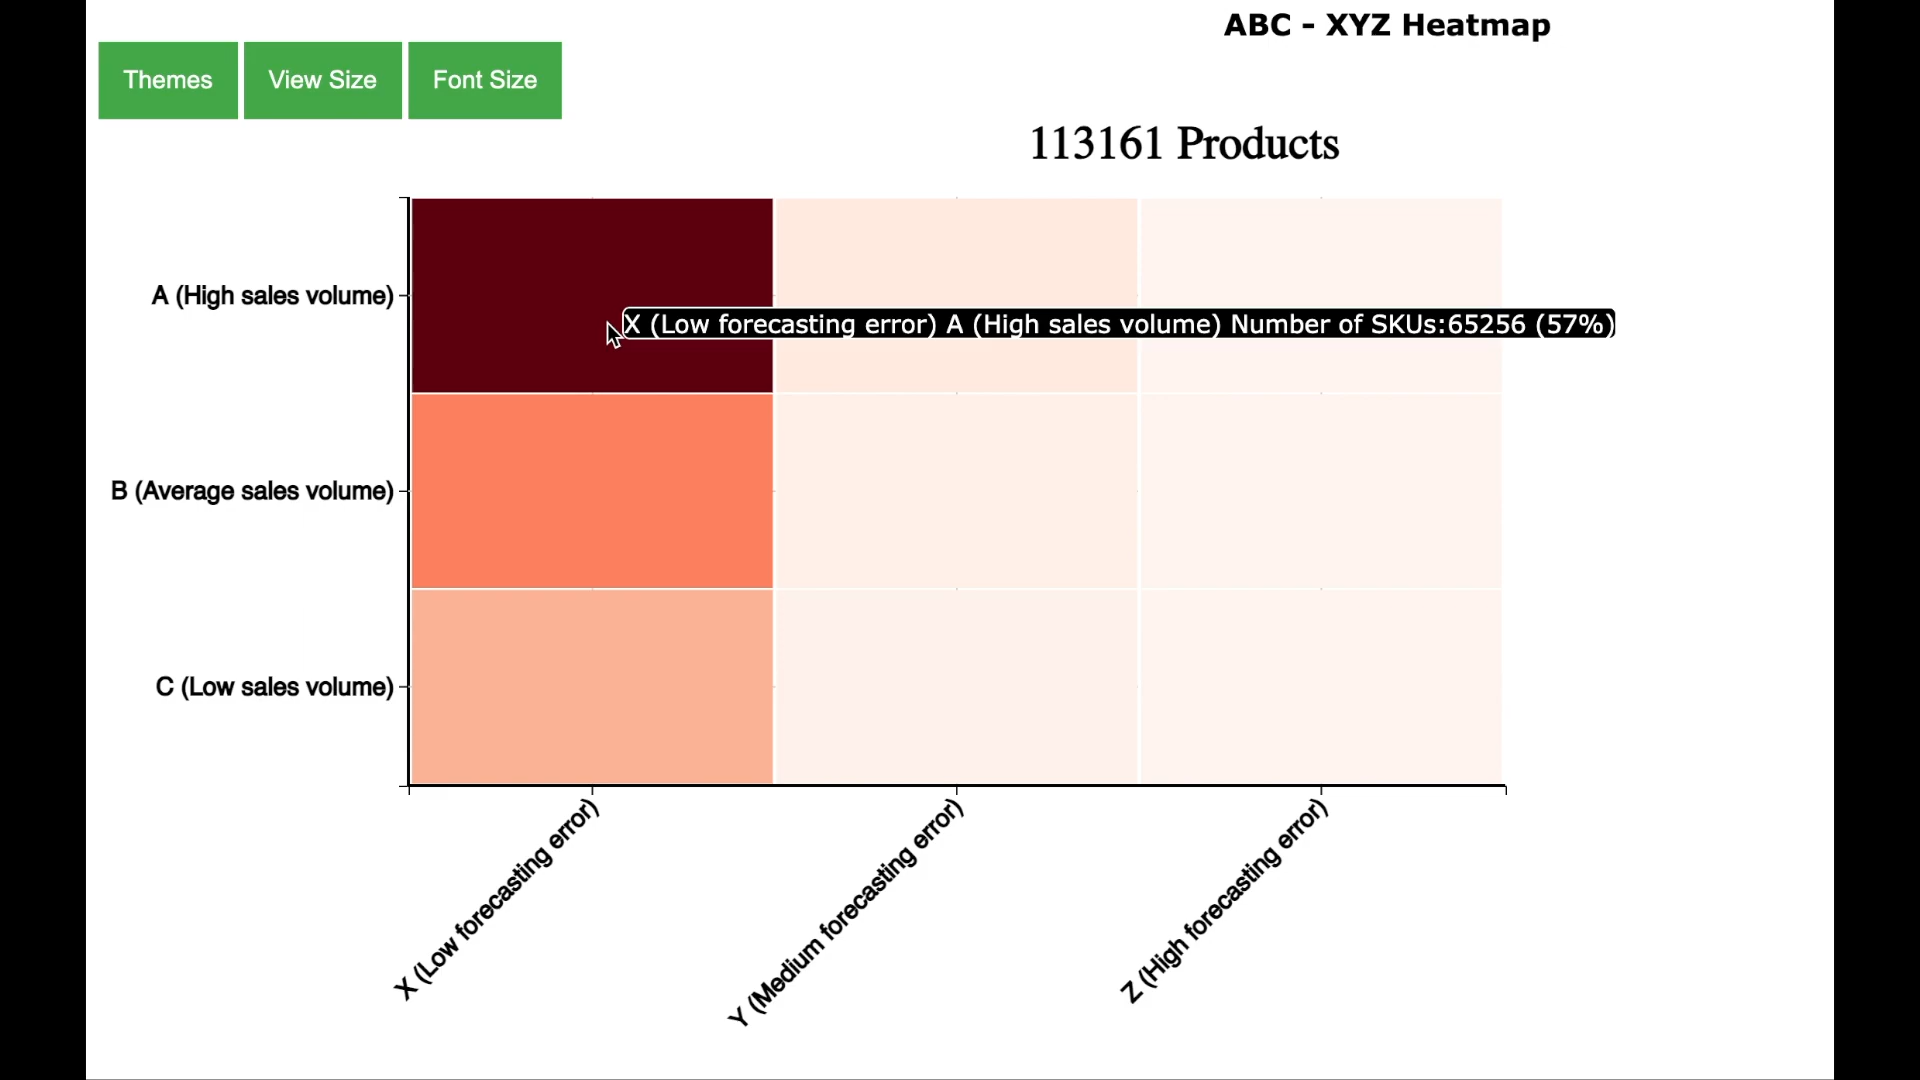 ABC - XYZ Heatmap
Themes
View Size
Font Size
113161 Products
A (High sales volume)
X (Low forecasting error) A (High sales volume) Number of SKUs:65256 (57%)
B (Average sales volume)
C (Low sales volume)
X (Low forecasting error)
Y (Medium forecasting error)
Z (High forecasting error)